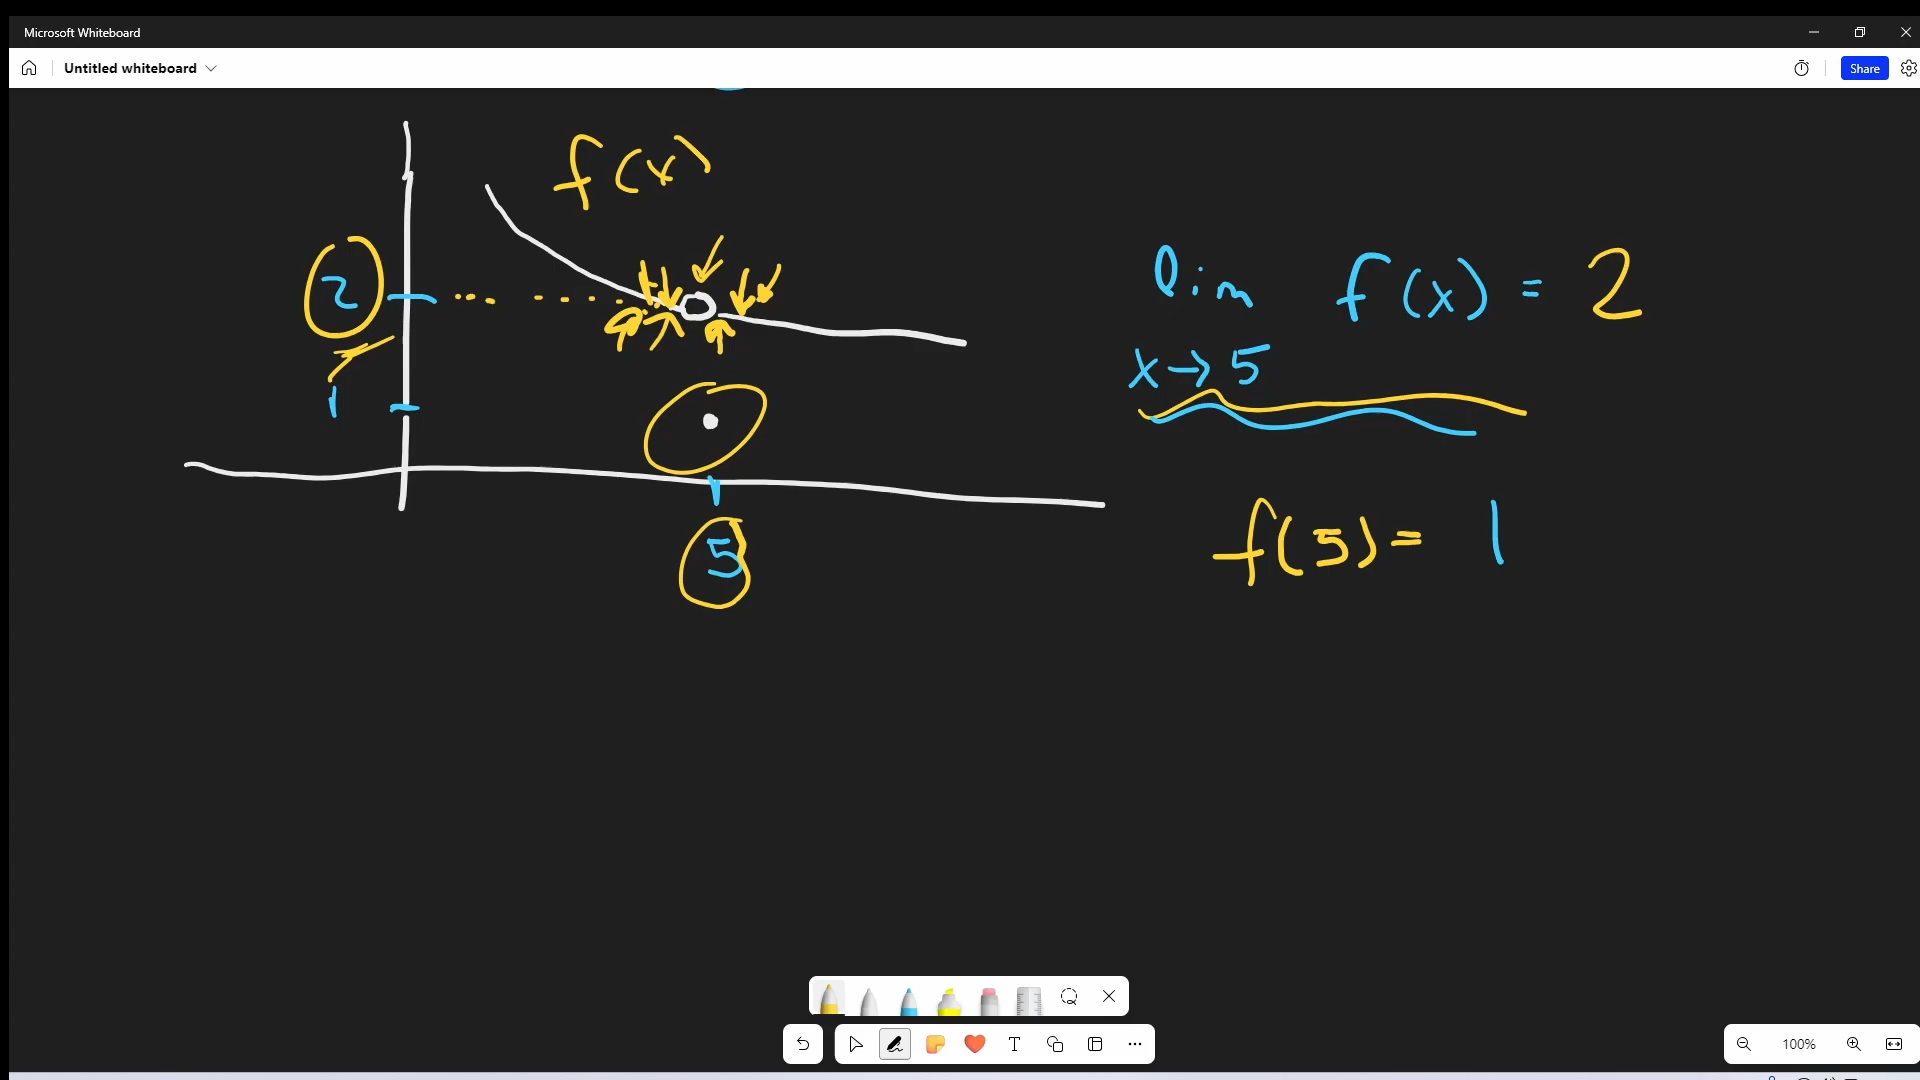 Microsoft Whiteboard
Untitled whiteboard
Share
f(x)
2
1
5
lim f(x) = 2
x→5
f(5) = 1
T
100%